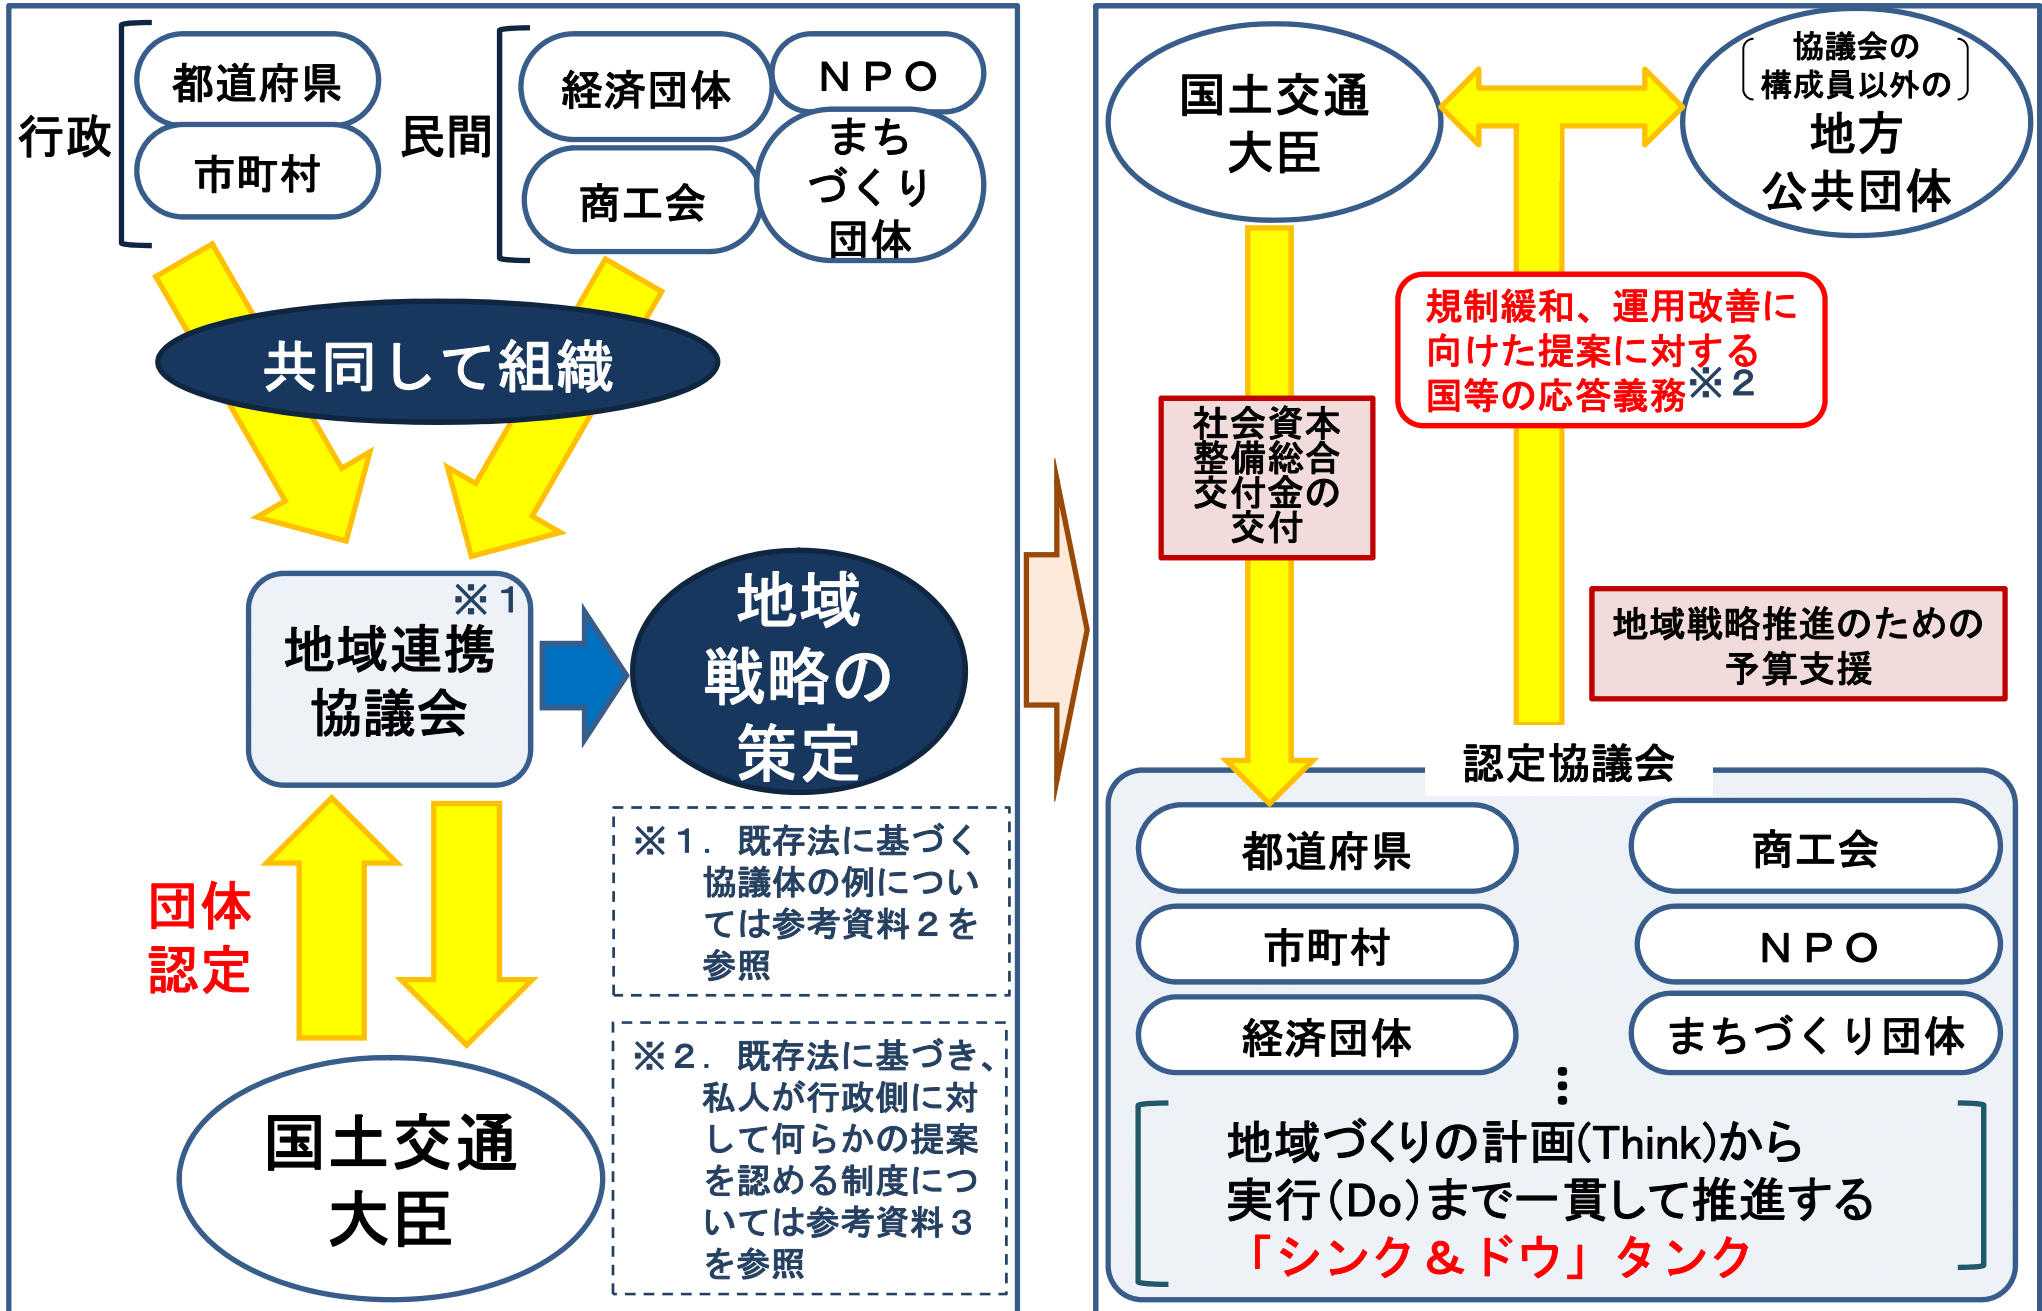 行政
都道府県
市町村
民間
経済団体
ＮＰＯ
商工会
まち
づくり
団体
共同して組織
※１
地域連携
協議会
地域
戦略の
策定
団体
認定
国土交通
大臣
※１．既存法に基づく
協議体の例につい
ては参考資料２を
参照
※２．既存法に基づき、
私人が行政側に対
して何らかの提案
を認める制度につ
いては参考資料３
を参照
国土交通
大臣
協議会の
構成員以外の
地方
公共団体
規制緩和、運用改善に
向けた提案に対する
国等の応答義務※２
社会資本
整備総合
交付金の
交付
地域戦略推進のための
予算支援
認定協議会
都道府県
商工会
市町村
ＮＰＯ
経済団体
まちづくり団体
⋮
地域づくりの計画(Think)から
実行(Do)まで一貫して推進する
「シンク＆ドウ」タンク